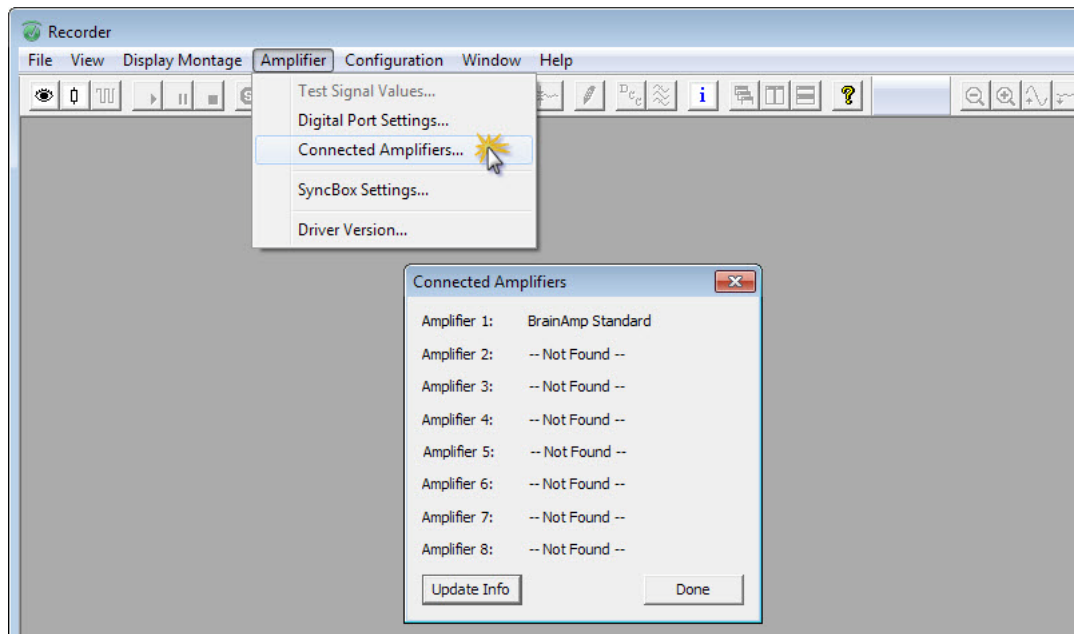 Recorder
File View Display Montage Amplifier Configuration Window Help
Test Signal Values...
Digital Port Settings...
Connected Amplifiers...
SyncBox Settings...
Driver Version...
Connected Amplifiers
Amplifier 1: BrainAmp Standard
Amplifier 2: -- Not Found --
Amplifier 3: -- Not Found --
Amplifier 4: -- Not Found --
Amplifier 5: -- Not Found --
Amplifier 6: -- Not Found --
Amplifier 7: -- Not Found --
Amplifier 8: -- Not Found --
Update Info Done